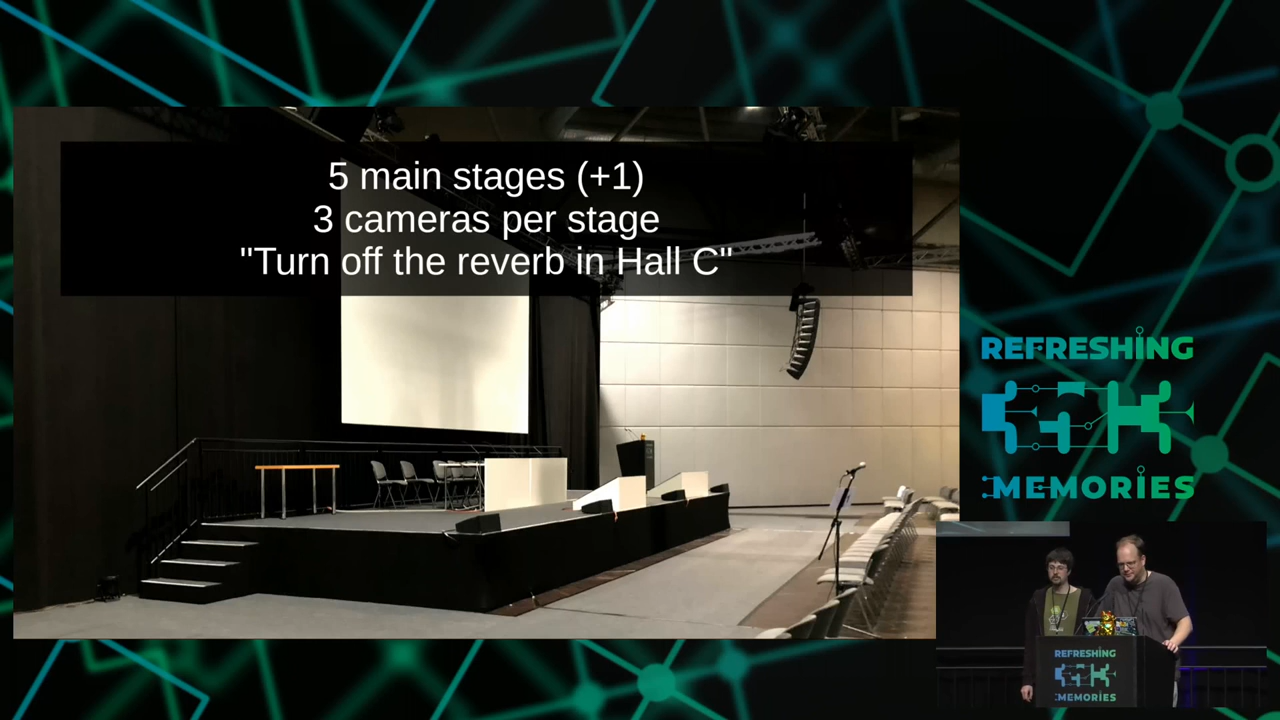 5 main stages (+1)
3 cameras per stage
"Turn off the reverb in Hall C"
REFRESHING
MEMORIES
REFRESHING
MEMORIES